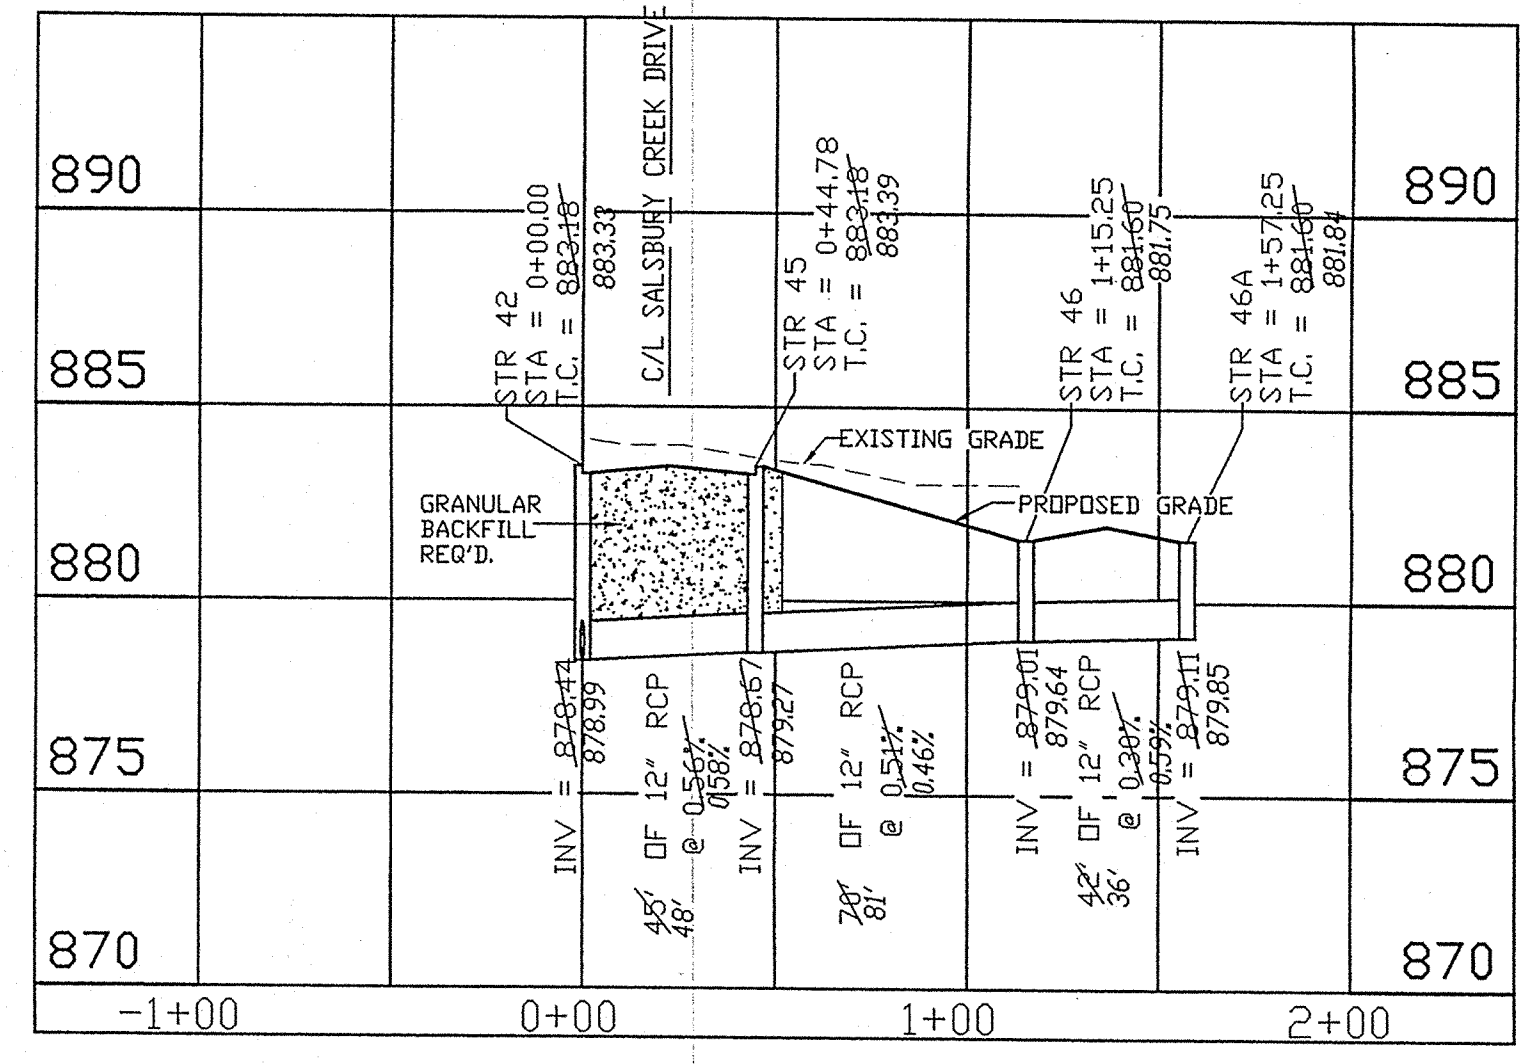 890
885
880
875
870
890
885
880
875
870
-1+00
0+00
1+00
2+00
STR 42
STA = 0+00.00
T.C. = 883.18
883.33
C/L SALSBURY CREEK DRIVE
STR 45
STA = 0+44.78
T.C. = 883.18
883.39
STR 46
STA = 1+15.25
T.C. = 881.60
881.75
STR 46A
STA = 1+57.25
T.C. = 881.60
881.84
EXISTING GRADE
PROPOSED GRADE
GRANULAR
BACKFILL
REQ'D.
INV = 878.44
878.99
45' OF 12" RCP
48'
@ 0.56%
0.58%
INV = 878.67
879.27
70' OF 12" RCP
81'
@ 0.51%
0.46%
INV = 879.01
879.64
42' OF 12" RCP
36'
@ 0.30%
0.59%
INV = 879.11
879.85